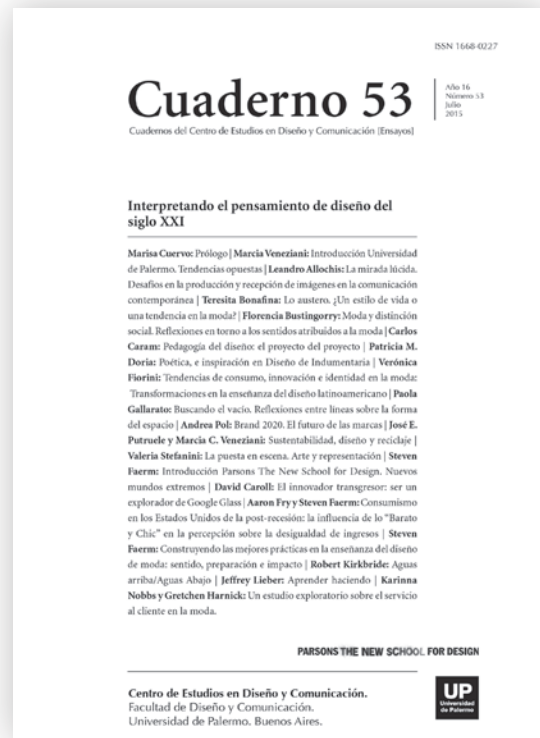 ISSN 1668-0227
Cuaderno 53
Año 16
Número 53
Julio
2015
Cuadernos del Centro de Estudios en Diseño y Comunicación [Ensayos]
Interpretando el pensamiento de diseño del
siglo XXI
Marisa Cuervo: Prólogo | Marcia Veneziani: Introducción Universidad
de Palermo. Tendencias opuestas | Leandro Allochis: La mirada lúcida.
Desafíos en la producción y recepción de imágenes en la comunicación
contemporánea | Teresita Bonafina: Lo austero. ¿Un estilo de vida o
una tendencia en la moda? | Florencia Bustingorry: Moda y distinción
social. Reflexiones en torno a los sentidos atribuidos a la moda | Carlos
Caram: Pedagogía del diseño: el proyecto del proyecto | Patricia M.
Doria: Poética, e inspiración en Diseño de Indumentaria | Verónica
Fiorini: Tendencias de consumo, innovación e identidad en la moda:
Transformaciones en la enseñanza del diseño latinoamericano | Paola
Gallarato: Buscando el vacío. Reflexiones entre líneas sobre la forma
del espacio | Andrea Pol: Brand 2020. El futuro de las marcas | José E.
Putruele y Marcia C. Veneziani: Sustentabilidad, diseño y reciclaje |
Valeria Stefanini: La puesta en escena. Arte y representación | Steven
Faerm: Introducción Parsons The New School for Design. Nuevos
mundos extremos | David Caroll: El innovador transgresor: ser un
explorador de Google Glass | Aaron Fry y Steven Faerm: Consumismo
en los Estados Unidos de la post-recesión: la influencia de lo “Barato
y Chic” en la percepción sobre la desigualdad de ingresos | Steven
Faerm: Construyendo las mejores prácticas en la enseñanza del diseño
de moda: sentido, preparación e impacto | Robert Kirkbride: Aguas
arriba/Aguas Abajo | Jeffrey Lieber: Aprender haciendo | Karinna
Nobbs y Gretchen Harnick: Un estudio exploratorio sobre el servicio
al cliente en la moda.
PARSONS THE NEW SCHOOL FOR DESIGN
Centro de Estudios en Diseño y Comunicación.
Facultad de Diseño y Comunicación.
Universidad de Palermo. Buenos Aires.
UP
Universidad
de Palermo